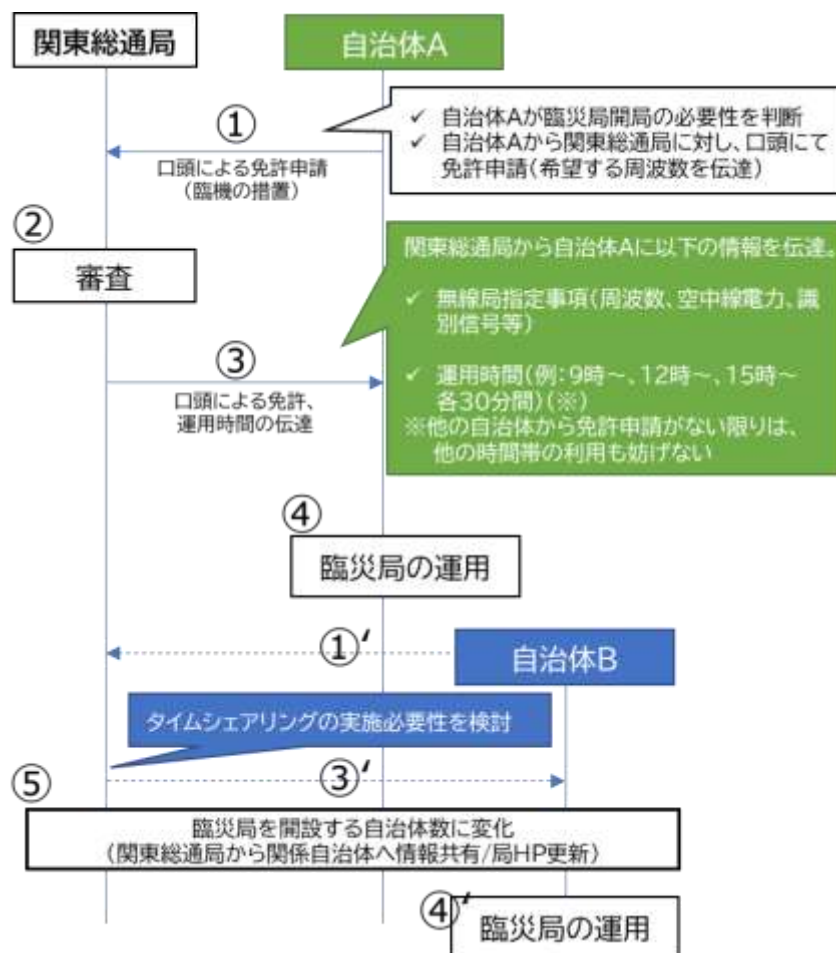 関東総通局
自治体A
✓ 自治体Aが臨災局開局の必要性を判断
✓ 自治体Aから関東総通局に対し、口頭にて
免許申請(希望する周波数を伝達)
①
口頭による免許申請
(臨機の措置)
②
審査
関東総通局から自治体Aに以下の情報を伝達。
✓ 無線局指定事項(周波数、空中線電力、識
別信号等)
✓ 運用時間(例:9時～、12時～、15時～
各30分間)(※)
※他の自治体から免許申請がない限りは、
他の時間帯の利用も妨げない
③
口頭による免許、
運用時間の伝達
④
臨災局の運用
①′
自治体B
タイムシェアリングの実施必要性を検討
③′
⑤
臨災局を開設する自治体数に変化
(関東総通局から関係自治体へ情報共有/局HP更新)
④′
臨災局の運用